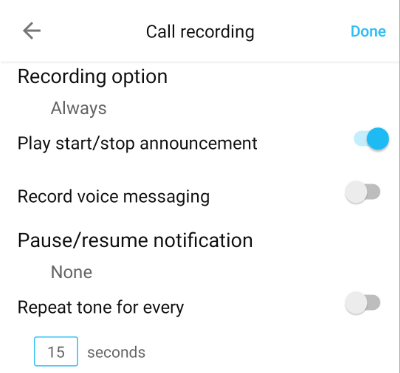 Call recording Done
Recording option
Always
Play start/stop announcement
Record voice messaging
Pause/resume notification
None
Repeat tone for every
15 seconds